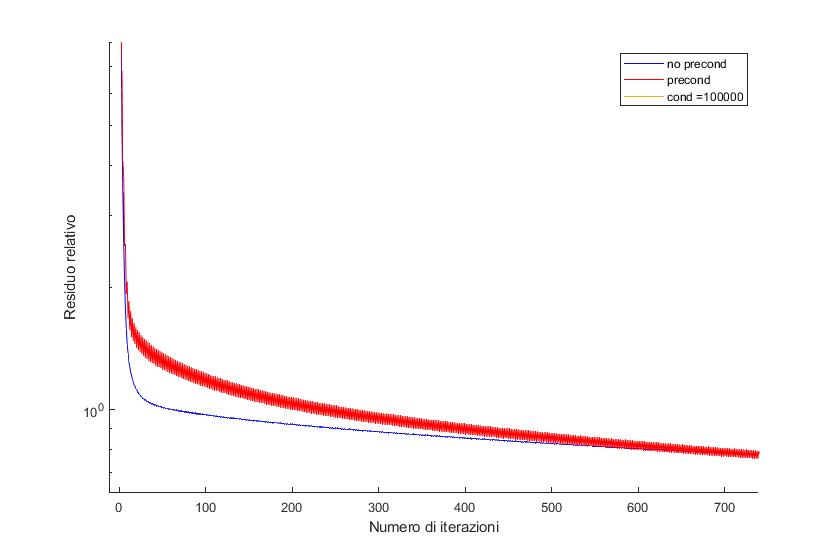 no precond
precond
cond =100000
Residuo relativo
10^0
0 100 200 300 400 500 600 700
Numero di iterazioni